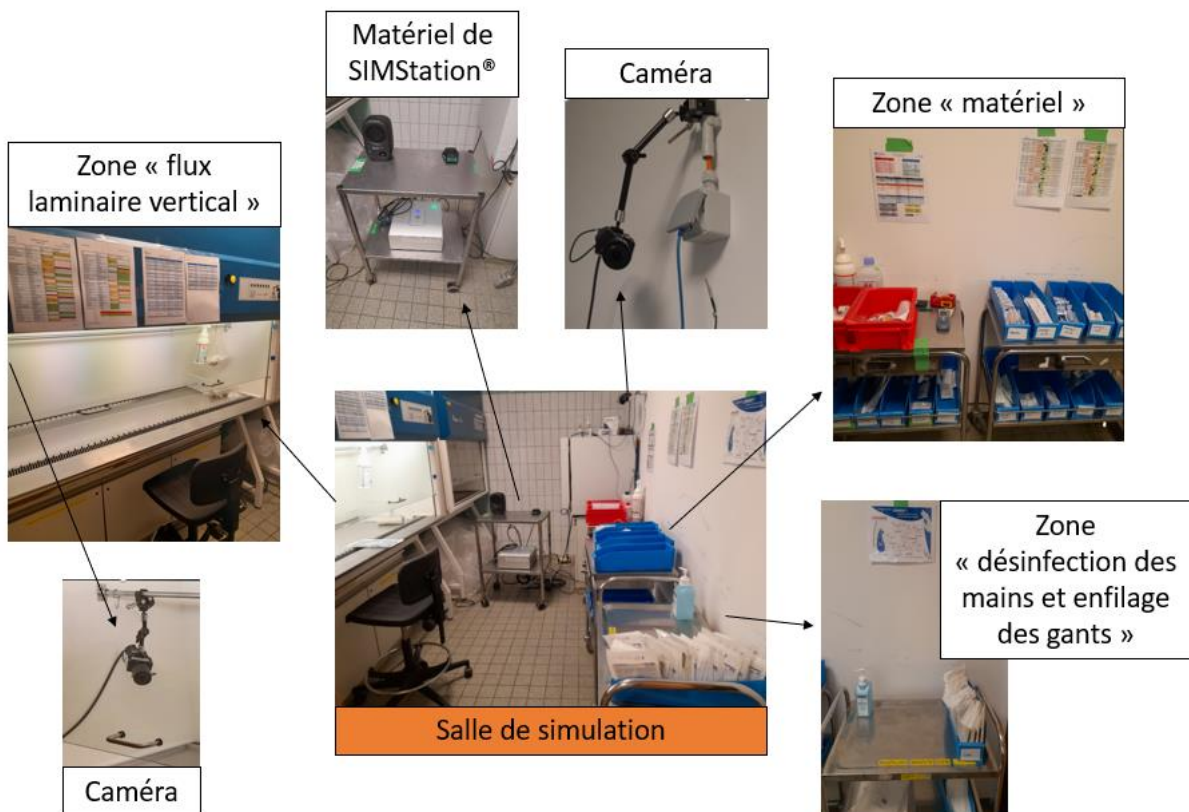 Matériel de
SIMStation®
Caméra
Zone « matériel »
Zone « flux
laminaire vertical »
Zone
« désinfection des
mains et enfilage
des gants »
Salle de simulation
Caméra